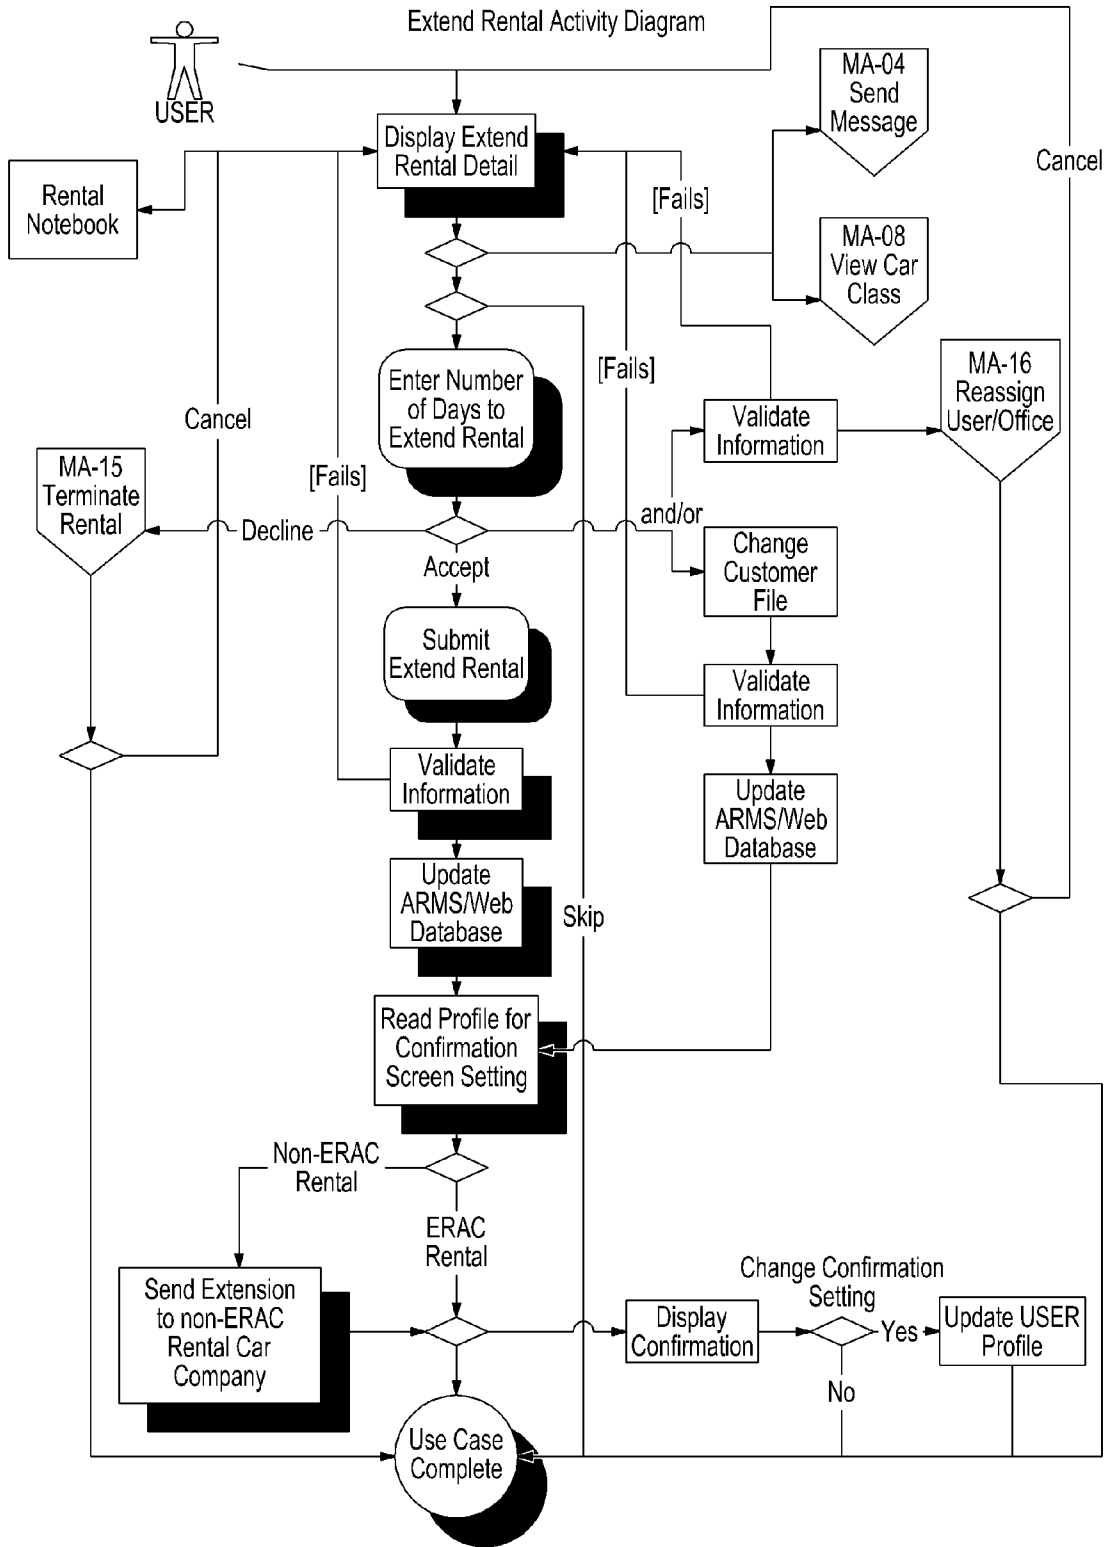 Extend Rental Activity Diagram
USER
Display Extend
Rental Detail
Rental
Notebook
MA-04
Send
Message
Cancel
[Fails]
MA-08
View Car
Class
[Fails]
Enter Number
of Days to
Extend Rental
Cancel
Validate
Information
MA-16
Reassign
User/Office
MA-15
Terminate
Rental
[Fails]
Decline
and/or
Accept
Change
Customer
File
Submit
Extend Rental
Validate
Information
Validate
Information
Update
ARMS/Web
Database
Update
ARMS/Web
Database
Skip
Read Profile for
Confirmation
Screen Setting
Non-ERAC
Rental
ERAC
Rental
Send Extension
to non-ERAC
Rental Car
Company
Display
Confirmation
Change Confirmation
Setting
Yes
Update USER
Profile
No
Use Case
Complete